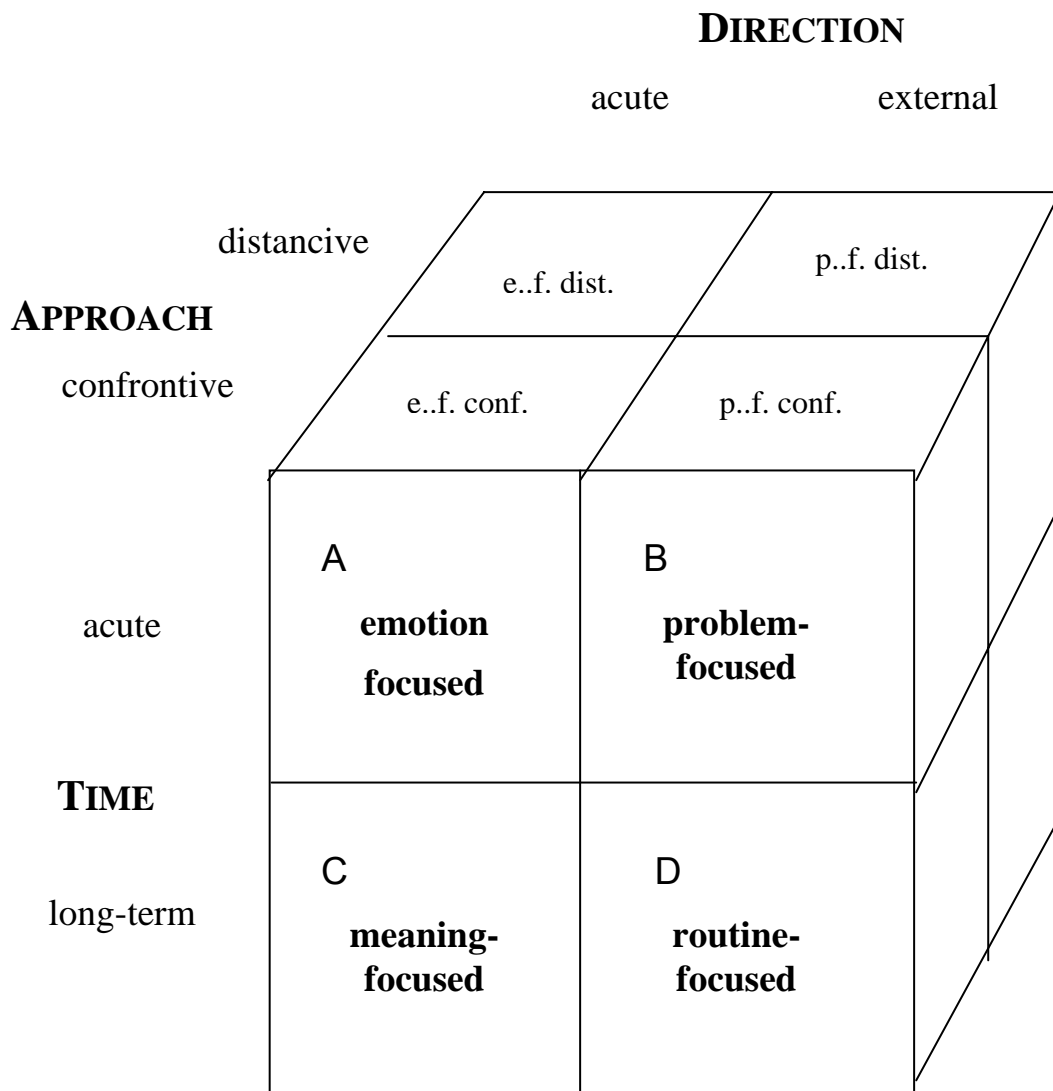 DIRECTION
acute external
distancive
e..f. dist. p..f. dist.
APPROACH
confrontive
e..f. conf. p..f. conf.
A B
acute
emotion problem-
focused focused
TIME
C D
long-term
meaning- routine-
focused focused